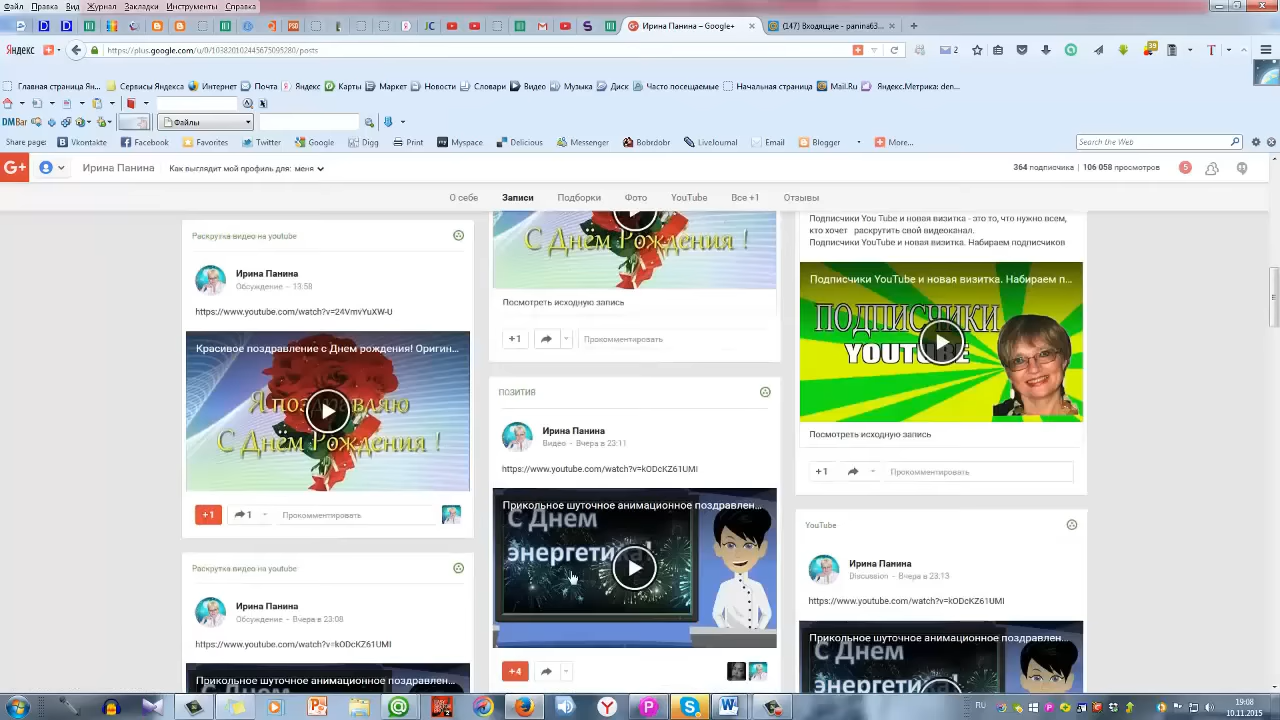 Файл Правка Вид Журнал Закладки Инструменты Справка
Ирина Панина – Google+
(147) Входящие - panina63...
Яндекс
https://plus.google.com/u/0/103820102445675095280/posts
2
39
Главная страница Ян...
Сервисы Яндекса
Интернет
Почта
Яндекс
Карты
Маркет
Новости
Словари
Видео
Музыка
Диск
Часто посещаемые
Начальная страница
Mail.Ru
Яндекс.Метрика: den...
DMBar
Файлы
Share page:
Vkontakte
Facebook
Favorites
Twitter
Google
Print
Myspace
Delicious
Messenger
Bobrdobr
LiveJournal
Email
Blogger
More...
Search the Web
G+
Ирина Панина
Как выглядит мой профиль для: меня
364 подписчика | 106 058 просмотров
5
О себе
Записи
Подборки
Фото
YouTube
Все +1
Отзывы
Раскрутка видео на youtube
Ирина Панина
Обсуждение - 13:58
https://www.youtube.com/watch?v=24VmvYuXW-U
Красивое поздравление с Днем рождения! Оригин...
Я поздравляю
С Днём Рождения !
+1
1
Прокомментировать
Раскрутка видео на youtube
Ирина Панина
Обсуждение - Вчера в 23:08
https://www.youtube.com/watch?v=kODcKZ61UMI
Прикольное шуточное анимационное поздравлен...
С Днем
С Днём Рождения !
Посмотреть исходную запись
+1
Прокомментировать
ПОЗИТИВ
Ирина Панина
Видео - Вчера в 23:11
https://www.youtube.com/watch?v=kODcKZ61UMI
Прикольное шуточное анимационное поздравлен...
С Днем
энергетика!
+4
Подписчики You Tube и новая визитка - это то, что нужно всем,
кто хочет раскрутить свой видеоканал.
Подписчики YouTube и новая визитка. Набираем подписчиков
Подписчики YouTube и новая визитка. Набираем п...
ПОДПИСЧИКИ
YOUTUBE
Посмотреть исходную запись
+1
Прокомментировать
YouTube
Ирина Панина
Discussion - Вчера в 23:13
https://www.youtube.com/watch?v=kODcKZ61UMI
Прикольное шуточное анимационное поздравлен...
С Днем
энергетика!
RU
19:08
10.11.2015